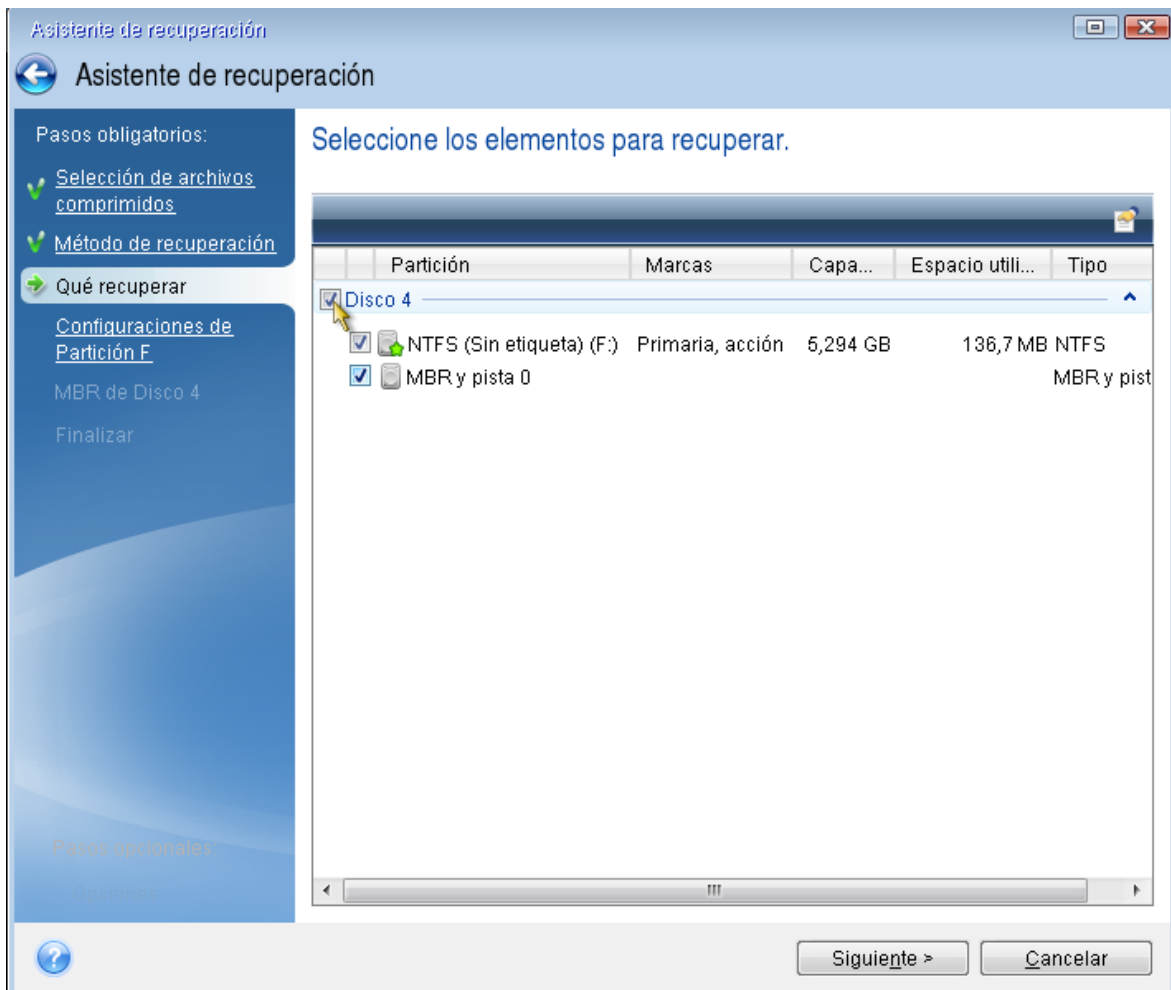 Asistente de recuperación
Asistente de recuperación
Pasos obligatorios:
Selección de archivos
comprimidos
Método de recuperación
Qué recuperar
Configuraciones de
Partición F
MBR de Disco 4
Finalizar
Pasos opcionales:
Opciones
Seleccione los elementos para recuperar.
Partición Marcas Capa... Espacio utili... Tipo
Disco 4
NTFS (Sin etiqueta) (F:) Primaria, acción 5,294 GB 136,7 MB NTFS
MBR y pista 0 MBR y pist
Siguiente >
Cancelar